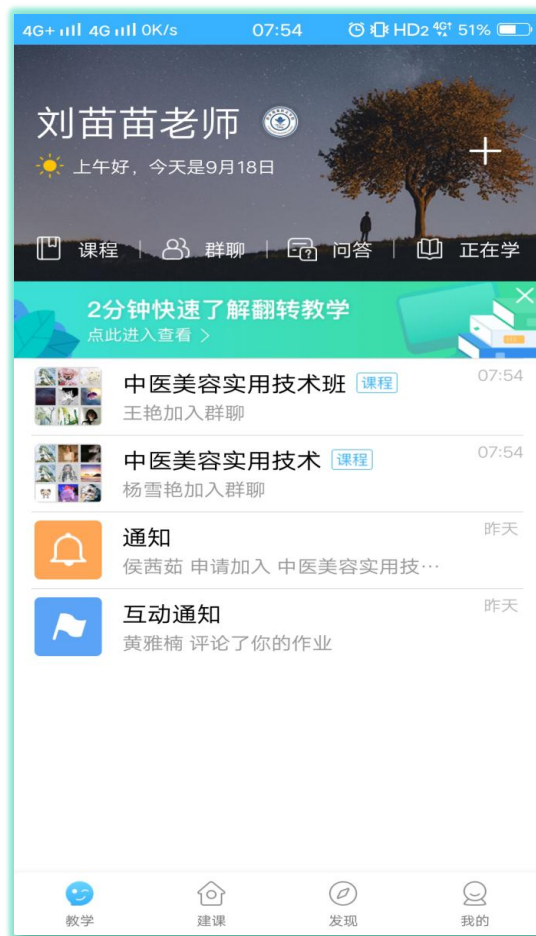 4G+ 4G 0K/s 07:54 HD2 4G↑ 51%
刘苗苗老师
上午好，今天是9月18日
课程 群聊 问答 正在学
2分钟快速了解翻转教学
点此进入查看 >
中医美容实用技术班 课程 07:54
王艳加入群聊
中医美容实用技术 课程 07:54
杨雪艳加入群聊
通知 昨天
侯茜茹 申请加入 中医美容实用技…
互动通知 昨天
黄雅楠 评论了你的作业
教学 建课 发现 我的